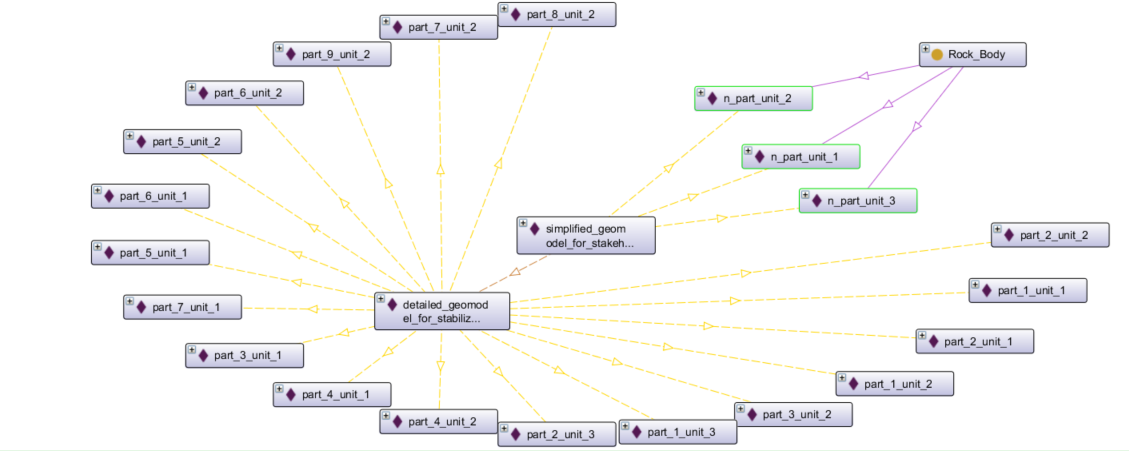 part_8_unit_2
part_7_unit_2
part_9_unit_2
Rock_Body
part_6_unit_2
n_part_unit_2
part_5_unit_2
n_part_unit_1
part_6_unit_1
n_part_unit_3
simplified_geom
odel_for_stakeh...
part_2_unit_2
part_5_unit_1
part_1_unit_1
detailed_geomod
el_for_stabiliz...
part_7_unit_1
part_2_unit_1
part_3_unit_1
part_1_unit_2
part_4_unit_1
part_3_unit_2
part_4_unit_2
part_2_unit_3
part_1_unit_3